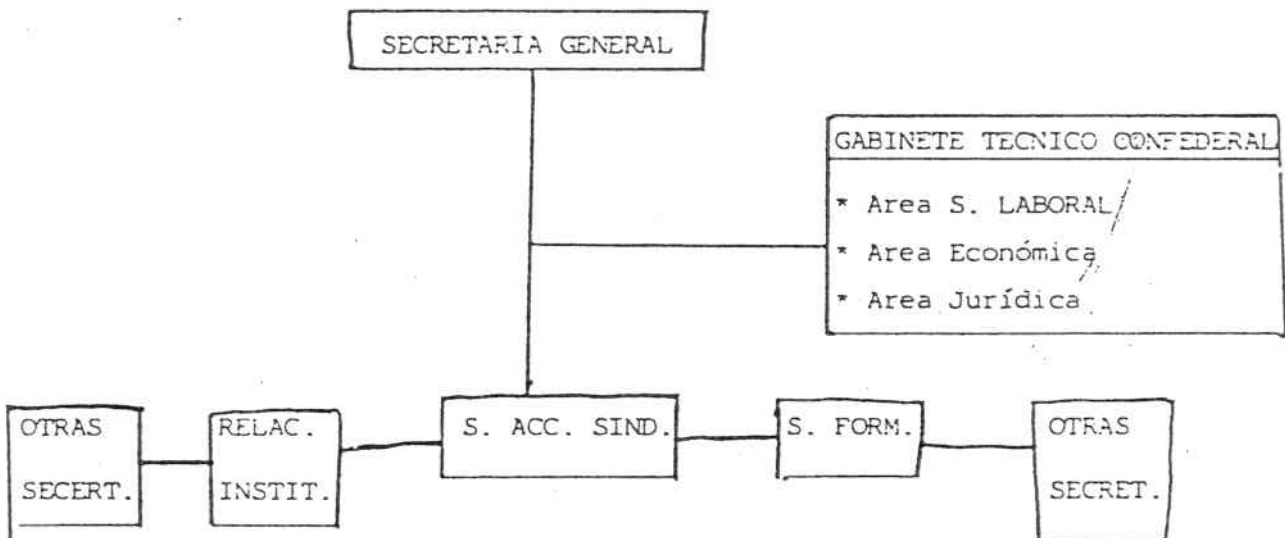 SECRETARIA GENERAL
GABINETE TECNICO CONFEDERAL
* Area S. LABORAL
* Area Económica
* Area Jurídica
OTRAS
SECERT.
RELAC.
INSTIT.
S. ACC. SIND.
S. FORM.
OTRAS
SECRET.